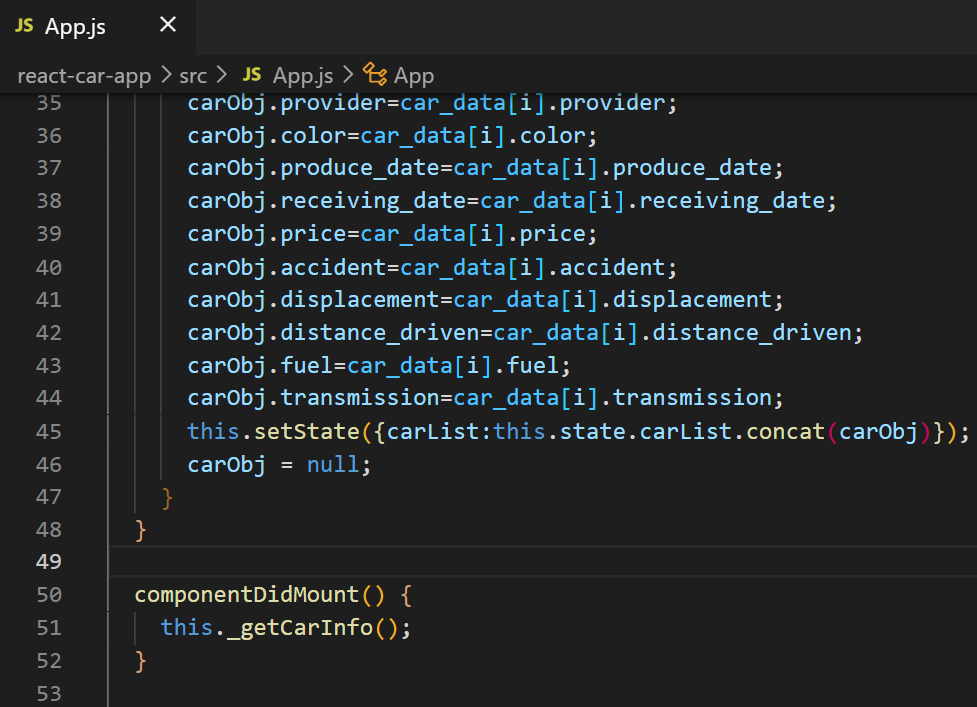 JS App.js ×
react-car-app > src > JS App.js > App
35 carObj.provider=car_data[i].provider;
36 carObj.color=car_data[i].color;
37 carObj.produce_date=car_data[i].produce_date;
38 carObj.receiving_date=car_data[i].receiving_date;
39 carObj.price=car_data[i].price;
40 carObj.accident=car_data[i].accident;
41 carObj.displacement=car_data[i].displacement;
42 carObj.distance_driven=car_data[i].distance_driven;
43 carObj.fuel=car_data[i].fuel;
44 carObj.transmission=car_data[i].transmission;
45 this.setState({carList:this.state.carList.concat(carObj)});
46 carObj = null;
47 }
48 }
49
50 componentDidMount() {
51 this._getCarInfo();
52 }
53